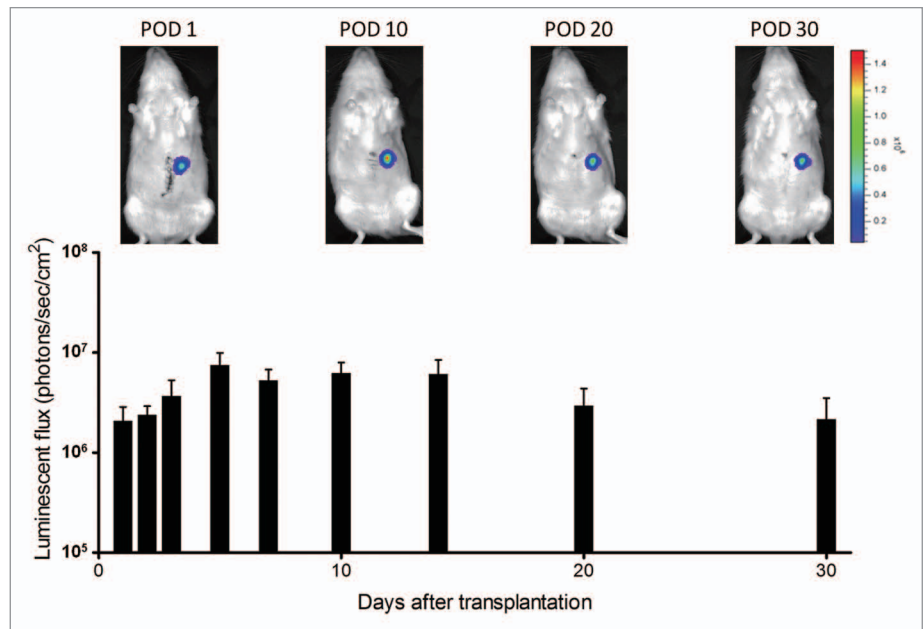 POD 1 POD 10 POD 20 POD 30
1.4
1.2
1.0
0.8
0.6
0.4
0.2
Luminescent flux (photons/sec/cm²)
10⁸
10⁷
10⁶
10⁵
0 10 20 30
Days after transplantation